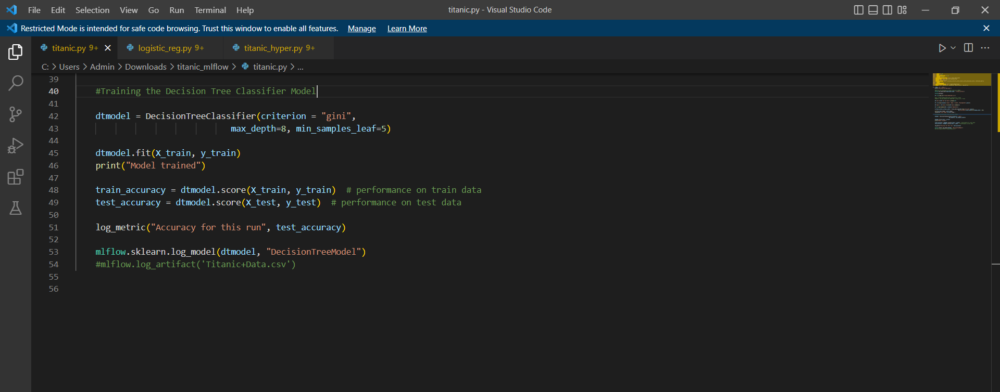 File Edit Selection View Go Run Terminal Help titanic.py - Visual Studio Code
Restricted Mode is intended for safe code browsing. Trust this window to enable all features. Manage Learn More
titanic.py 9+ logistic_reg.py 9+ titanic_hyper.py 9+
C: > Users > Admin > Downloads > titanic_mlflow > titanic.py > ...
39
40 #Training the Decision Tree Classifier Model
41
42 dtmodel = DecisionTreeClassifier(criterion = "gini",
43 max_depth=8, min_samples_leaf=5)
44
45 dtmodel.fit(X_train, y_train)
46 print("Model trained")
47
48 train_accuracy = dtmodel.score(X_train, y_train)  # performance on train data
49 test_accuracy = dtmodel.score(X_test, y_test)  # performance on test data
50
51 log_metric("Accuracy for this run", test_accuracy)
52
53 mlflow.sklearn.log_model(dtmodel, "DecisionTreeModel")
54 #mlflow.log_artifact('Titanic+Data.csv')
55
56